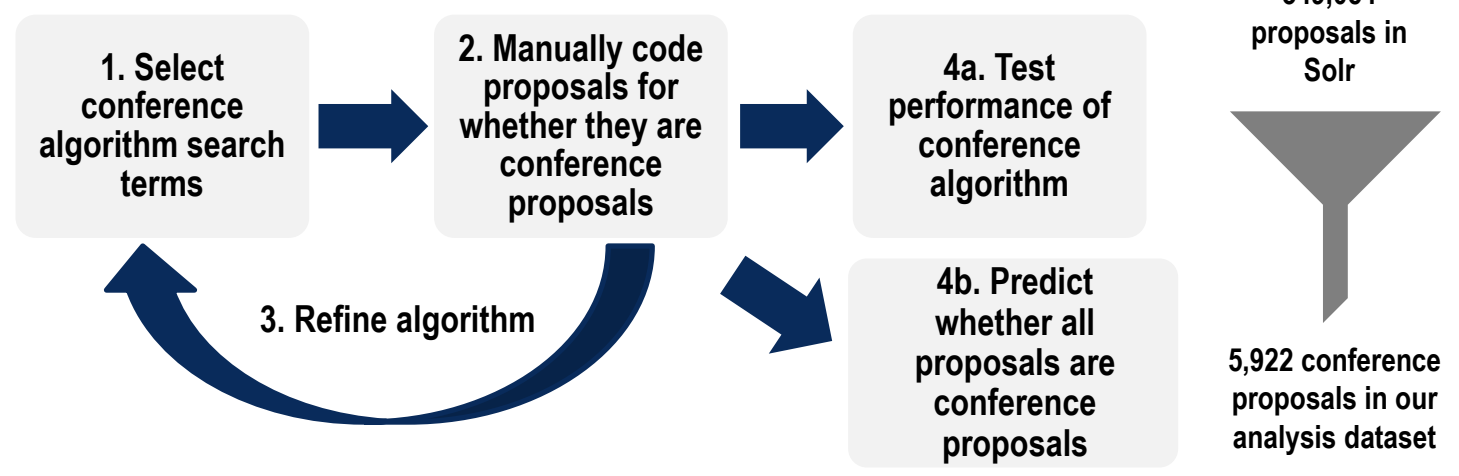 1. Select
conference
algorithm search
terms
2. Manually code
proposals for
whether they are
conference
proposals
3. Refine algorithm
4a. Test
performance of
conference
algorithm
4b. Predict
whether all
proposals are
conference
proposals
proposals in
Solr
5,922 conference
proposals in our
analysis dataset